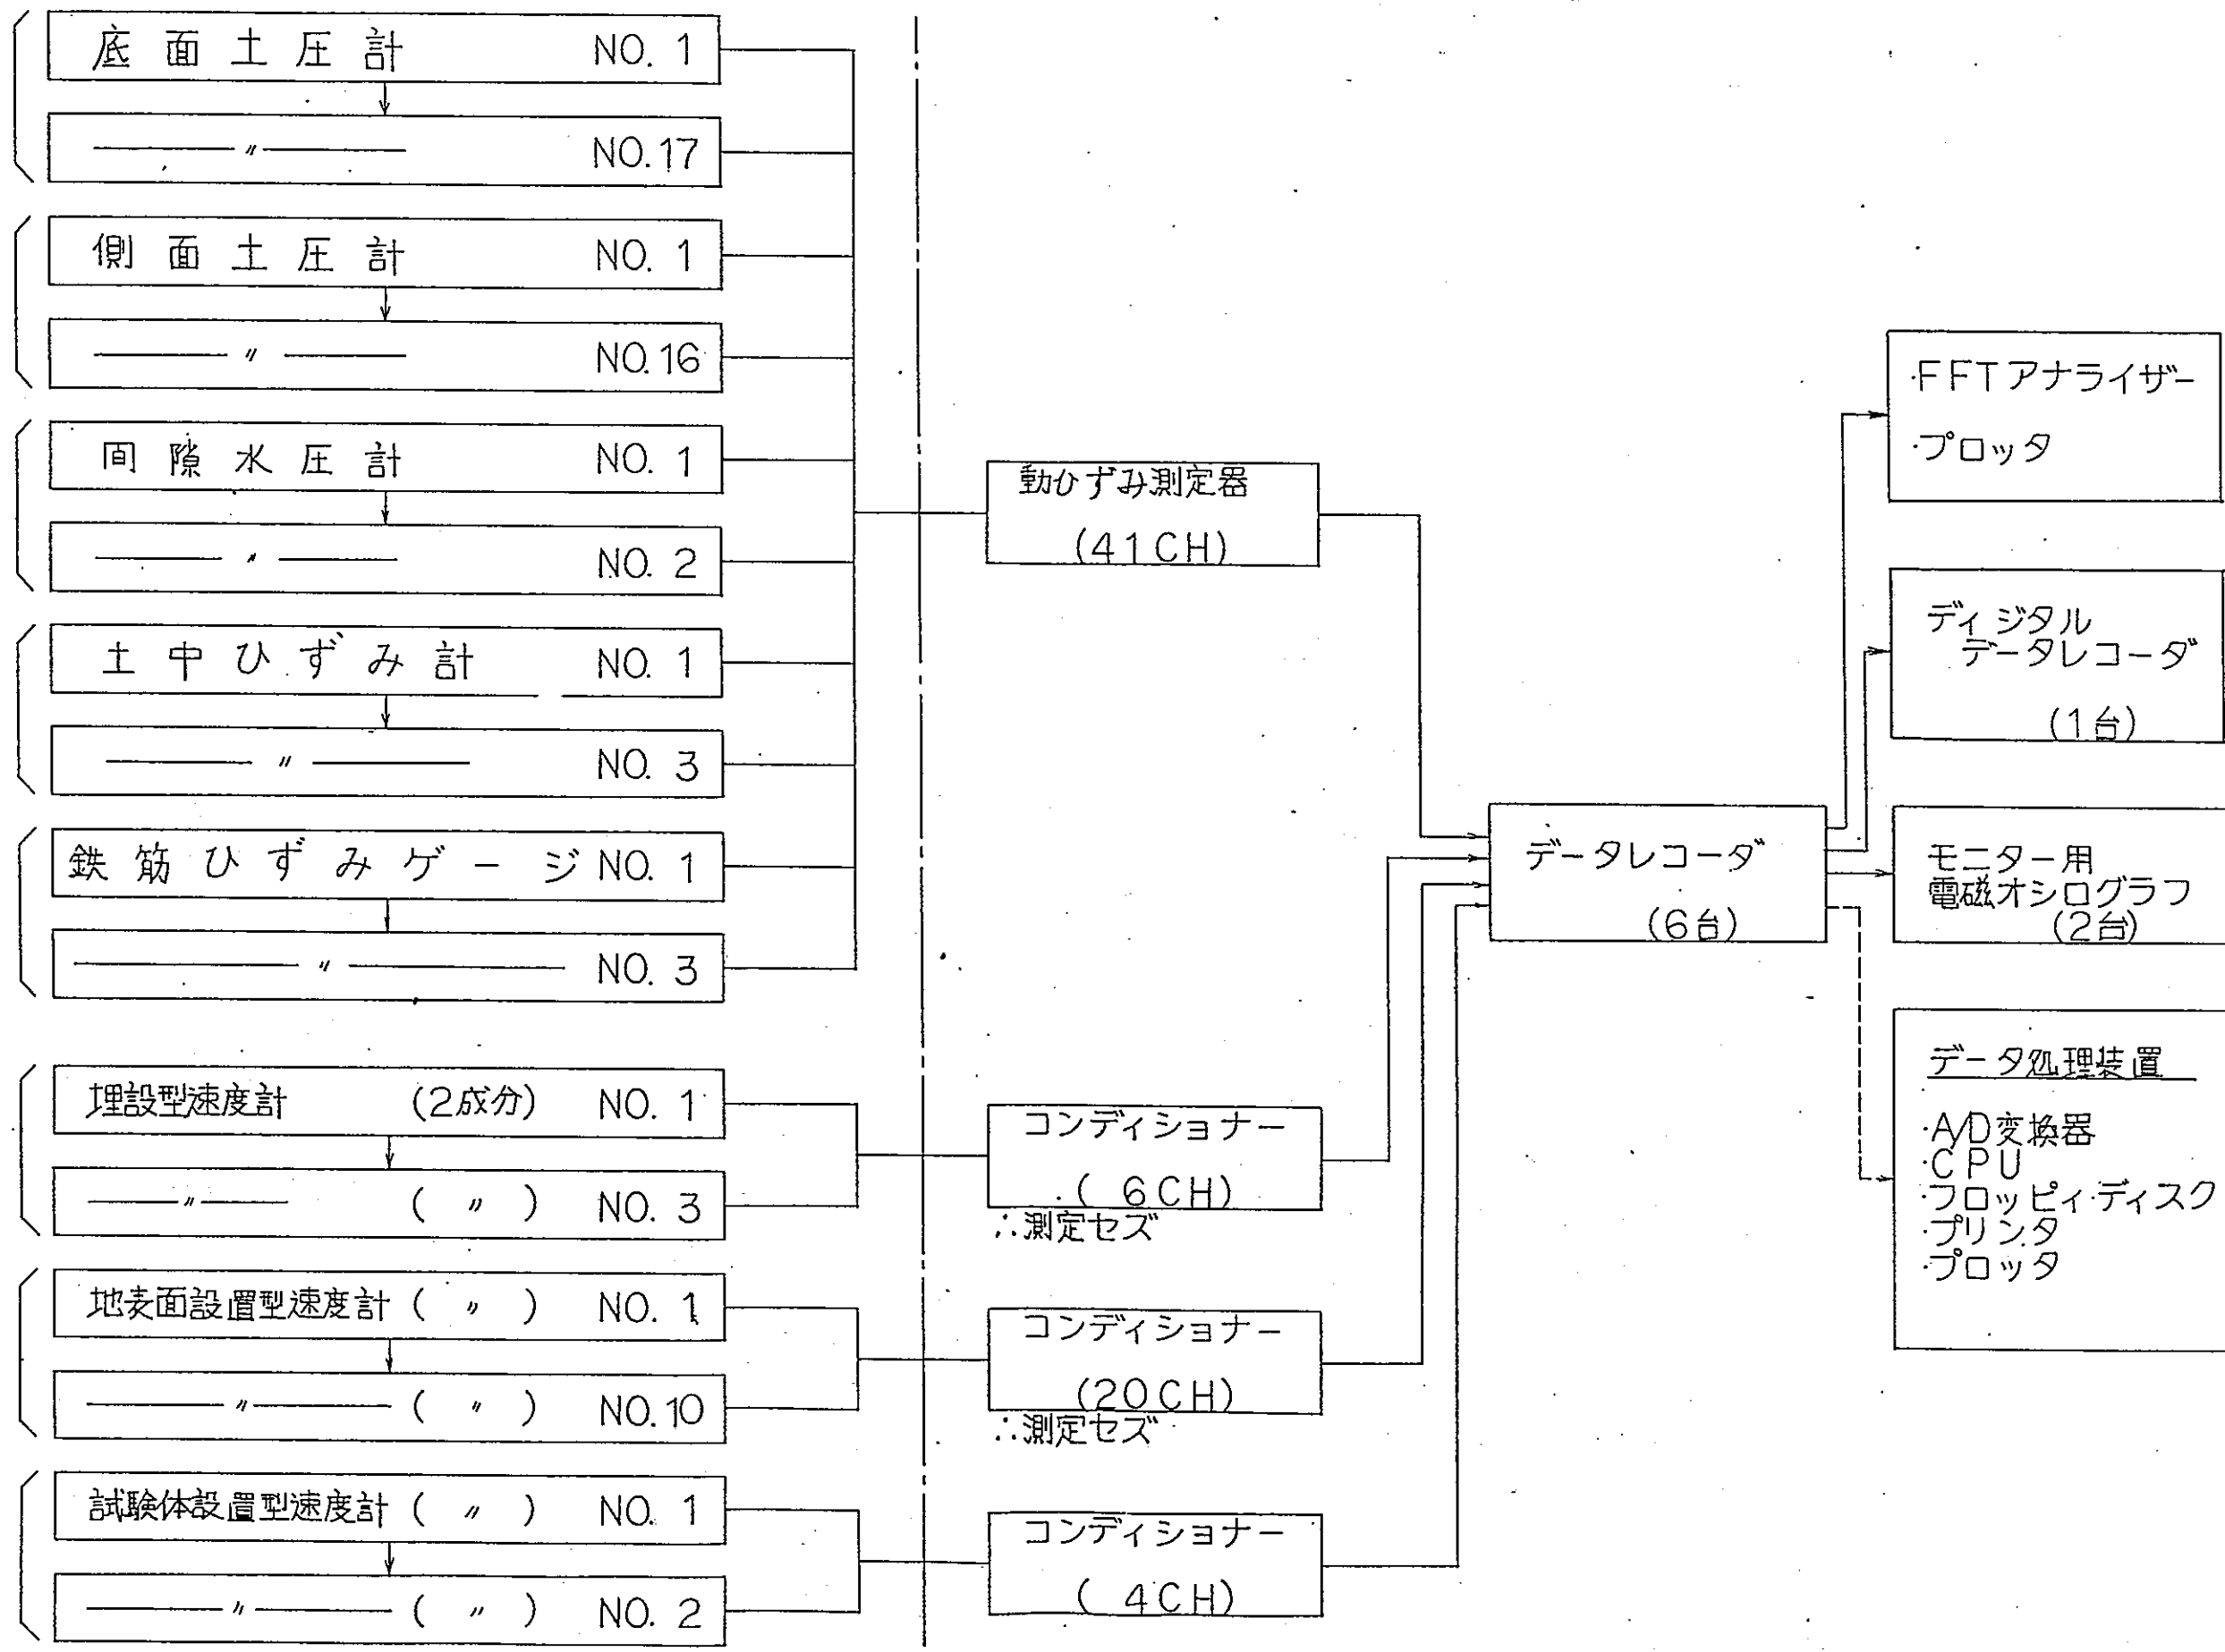 底面土圧計 NO. 1
〃 NO. 17
側面土圧計 NO. 1
〃 NO. 16
間隙水圧計 NO. 1
〃 NO. 2
土中ひずみ計 NO. 1
〃 NO. 3
鉄筋ひずみゲージ NO. 1
〃 NO. 3
埋設型速度計 (2成分) NO. 1
〃 ( 〃 ) NO. 3
地表面設置型速度計 ( 〃 ) NO. 1
〃 ( 〃 ) NO. 10
試験体設置型速度計 ( 〃 ) NO. 1
〃 ( 〃 ) NO. 2
動ひずみ測定器
(41CH)
コンディショナー
( 6CH)
∴測定セズ
コンディショナー
(20CH)
∴測定セズ
コンディショナー
( 4CH)
データレコーダ
(6台)
・FFTアナライザー
・プロッタ
ディジタル
データレコーダ
(1台)
モニター用
電磁オシログラフ
(2台)
データ処理装置
・A/D変換器
・CPU
・フロッピィ・ディスク
・プリンタ
・プロッタ